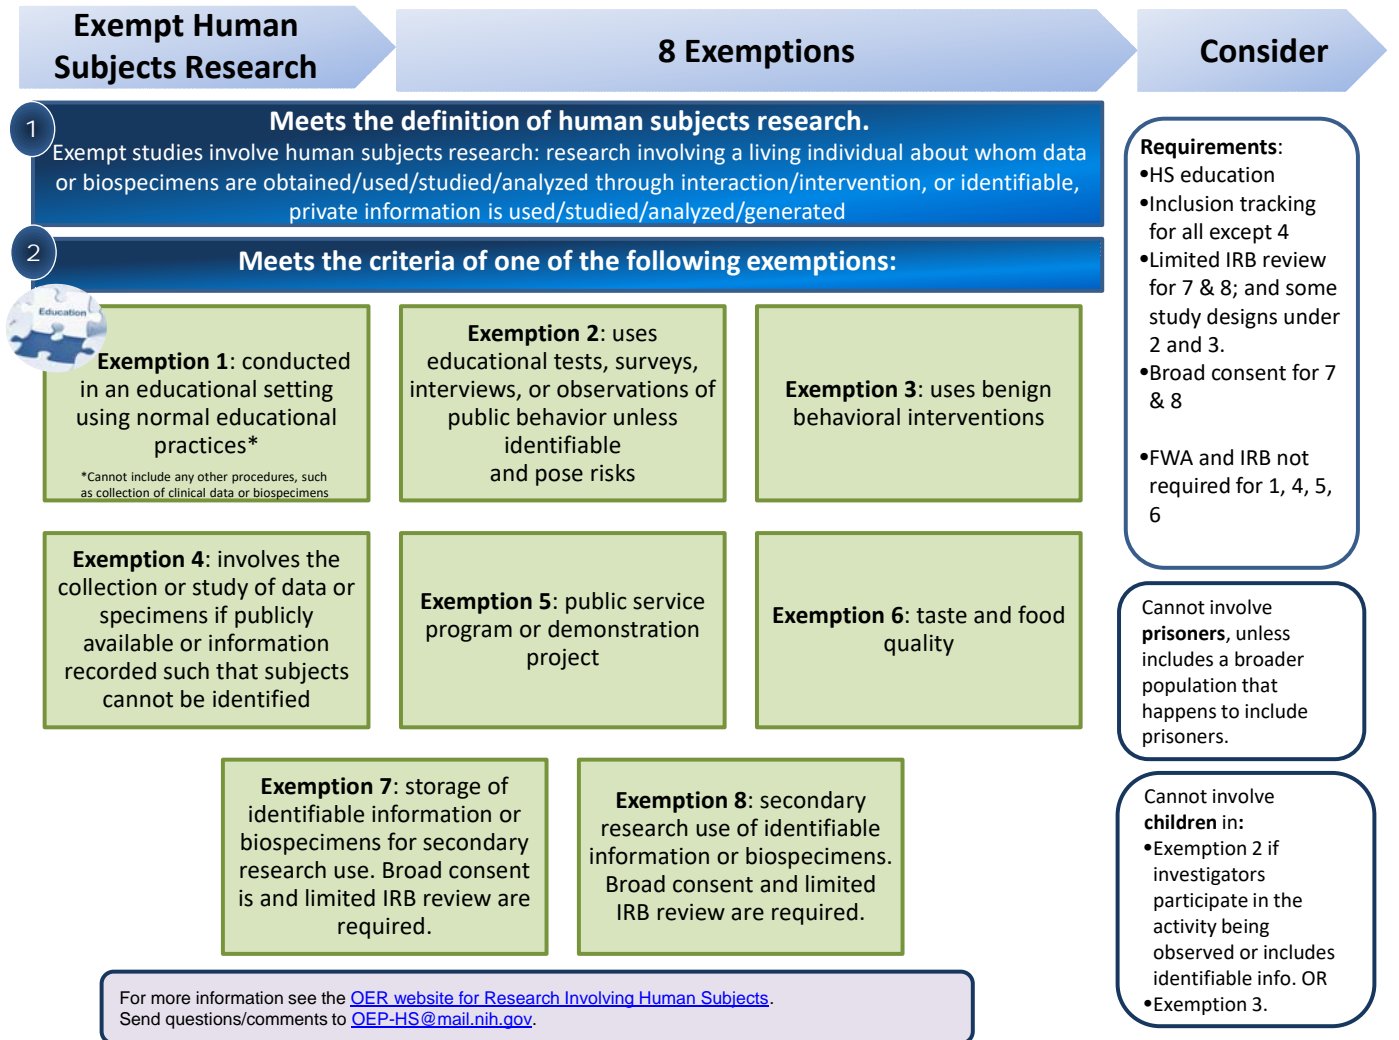 Exempt Human
Subjects Research
8 Exemptions
Consider
1
Meets the definition of human subjects research.
Exempt studies involve human subjects research: research involving a living individual about whom data
or biospecimens are obtained/used/studied/analyzed through interaction/intervention, or identifiable,
private information is used/studied/analyzed/generated
2
Meets the criteria of one of the following exemptions:
Education
Exemption 1: conducted
in an educational setting
using normal educational
practices*
*Cannot include any other procedures, such
as collection of clinical data or biospecimens
Exemption 2: uses
educational tests, surveys,
interviews, or observations of
public behavior unless
identifiable
and pose risks
Exemption 3: uses benign
behavioral interventions
Exemption 4: involves the
collection or study of data or
specimens if publicly
available or information
recorded such that subjects
cannot be identified
Exemption 5: public service
program or demonstration
project
Exemption 6: taste and food
quality
Exemption 7: storage of
identifiable information or
biospecimens for secondary
research use. Broad consent
is and limited IRB review are
required.
Exemption 8: secondary
research use of identifiable
information or biospecimens.
Broad consent and limited
IRB review are required.
For more information see the OER website for Research Involving Human Subjects.
Send questions/comments to OEP-HS@mail.nih.gov.
Requirements:
•HS education
•Inclusion tracking
for all except 4
•Limited IRB review
for 7 & 8; and some
study designs under
2 and 3.
•Broad consent for 7
& 8
•FWA and IRB not
required for 1, 4, 5,
6
Cannot involve
prisoners, unless
includes a broader
population that
happens to include
prisoners.
Cannot involve
children in:
•Exemption 2 if
investigators
participate in the
activity being
observed or includes
identifiable info. OR
•Exemption 3.